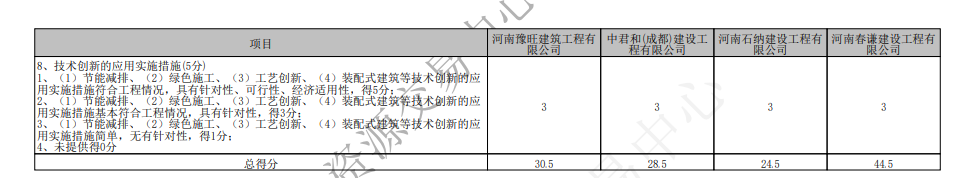 项目
河南豫旺建筑工程有限公司
中君和(成都)建设工程有限公司
河南石纳建设工程有限公司
河南春谦建设工程有限公司
8、技术创新的应用实施措施(5分)
1、(1)节能减排、(2)绿色施工、(3)工艺创新、(4)装配式建筑等技术创新的应
用实施措施符合工程情况，具有针对性、可行性、经济适用性，得5分；
2、(1)节能减排、(2)绿色施工、(3)工艺创新、(4)装配式建筑等技术创新的应
用实施措施基本符合工程情况，具有针对性，得3分；
3、(1)节能减排、(2)绿色施工、(3)工艺创新、(4)装配式建筑等技术创新的应
用实施措施简单，无有针对性，得1分；
4、未提供得0分
3 3 3 3
总得分 30.5 28.5 24.5 44.5
资源交易中心
易中心